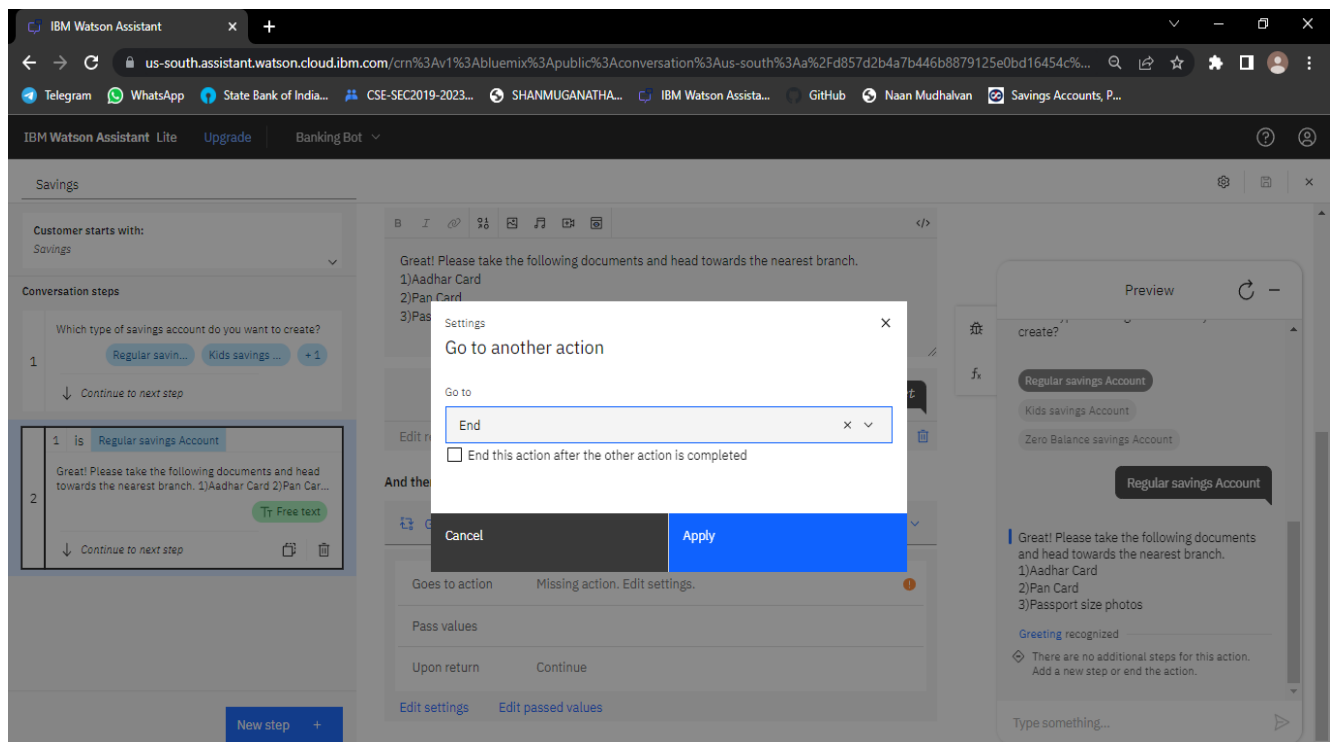 IBM Watson Assistant
us-south.assistant.watson.cloud.ibm.com/crn%3Av1%3Abluemix%3Apublic%3Aconversation%3Aus-south%3Aa%2Fd857d2b4a7b446b8879125e0bd16454c%...
Telegram WhatsApp State Bank of India... CSE-SEC2019-2023... SHANMUGANATHA... IBM Watson Assista... GitHub Naan Mudhalvan Savings Accounts, P...
IBM Watson Assistant Lite Upgrade Banking Bot
Savings
Customer starts with:
Savings
Conversation steps
1
Which type of savings account do you want to create?
Regular savin... Kids savings ... + 1
Continue to next step
2
1 is Regular savings Account
Great! Please take the following documents and head
towards the nearest branch. 1)Aadhar Card 2)Pan Car...
Tт Free text
Continue to next step
New step +
B I </>
Great! Please take the following documents and head towards the nearest branch.
1)Aadhar Card
2)Pan Card
3)Pas
t
Edit r
And the
G
Settings
Go to another action
Go to
End
End this action after the other action is completed
Cancel Apply
Goes to action Missing action. Edit settings.
Pass values
Upon return Continue
Edit settings Edit passed values
fx
Preview
create?
Regular savings Account
Kids savings Account
Zero Balance savings Account
Regular savings Account
Great! Please take the following documents
and head towards the nearest branch.
1)Aadhar Card
2)Pan Card
3)Passport size photos
Greeting recognized
There are no additional steps for this action.
Add a new step or end the action.
Type something...